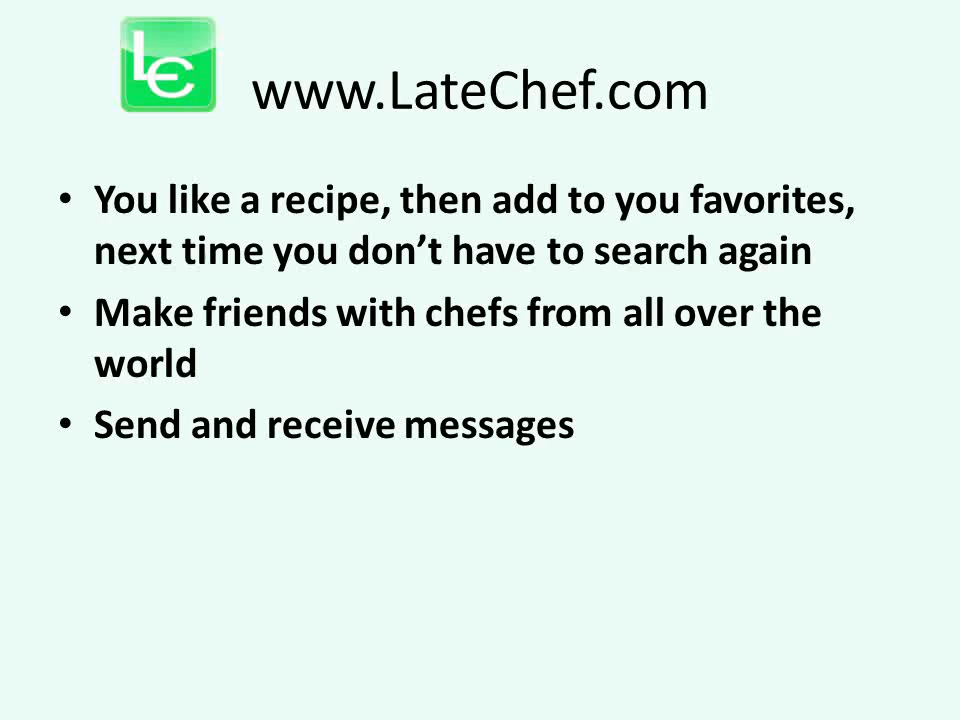 LC
www.LateChef.com
• You like a recipe, then add to you favorites,
next time you don’t have to search again
• Make friends with chefs from all over the
world
• Send and receive messages